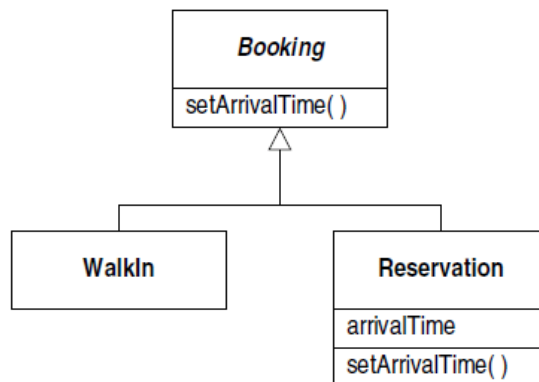 Booking
setArrivalTime( )
WalkIn
Reservation
arrivalTime
setArrivalTime( )